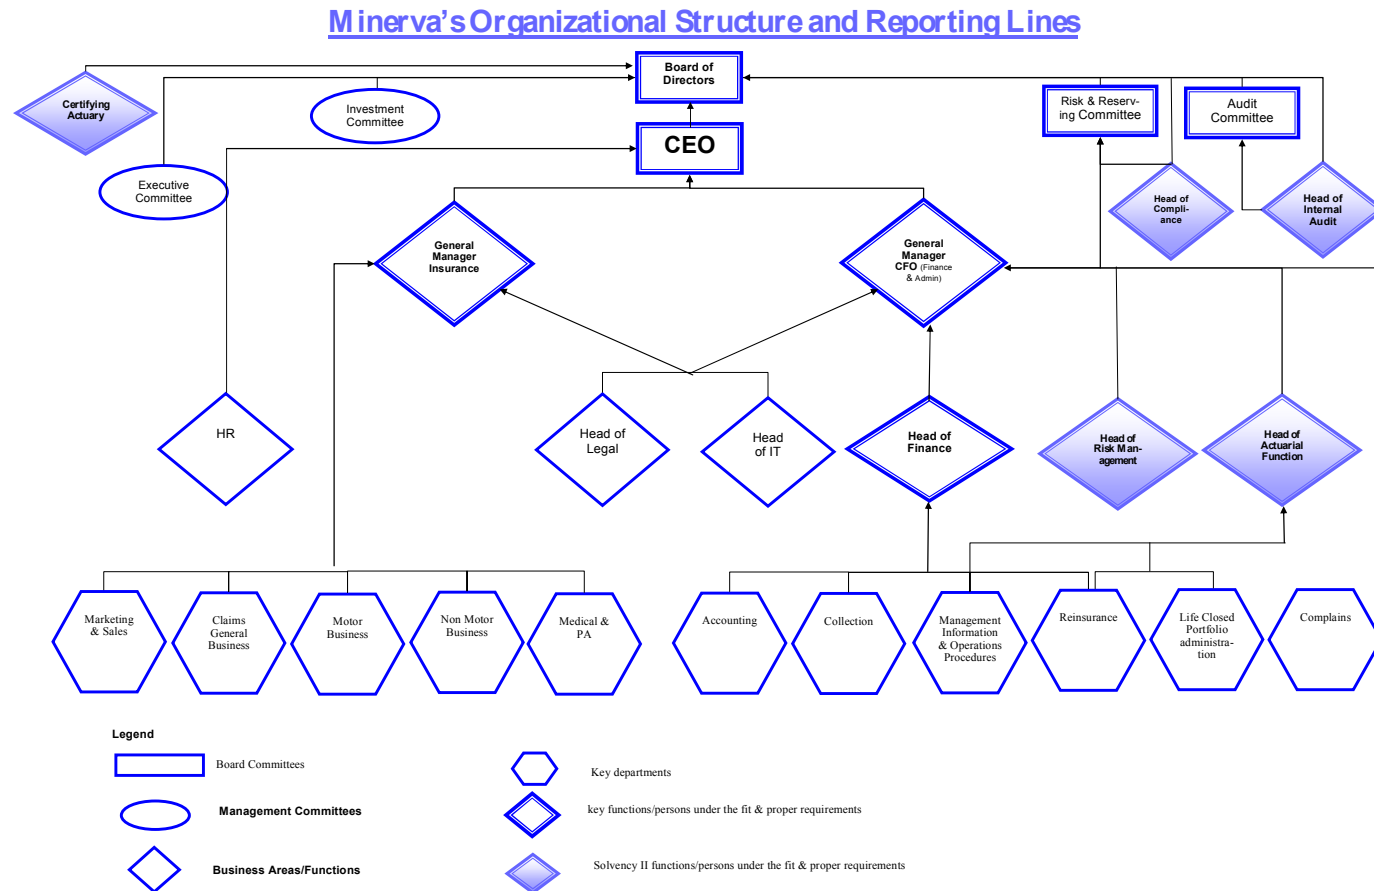 Minerva's Organizational Structure and Reporting Lines
Board of
Directors
Certifying
Actuary
Investment
Committee
Risk & Reserv-
ing Committee
Audit
Committee
CEO
Executive
Committee
Head of
Compli-
ance
Head of
Internal
Audit
General
Manager
Insurance
General
Manager
CFO (Finance
& Admin)
HR
Head of
Legal
Head
of IT
Head of
Finance
Head of
Risk Man-
agement
Head of
Actuarial
Function
Marketing
& Sales
Claims
General
Business
Motor
Business
Non Motor
Business
Medical &
PA
Accounting
Collection
Management
Information
& Operations
Procedures
Reinsurance
Life Closed
Portfolio
administra-
tion
Complains
Legend
Board Committees
Key departments
Management Committees
key functions/persons under the fit & proper requirements
Business Areas/Functions
Solvency II functions/persons under the fit & proper requirements